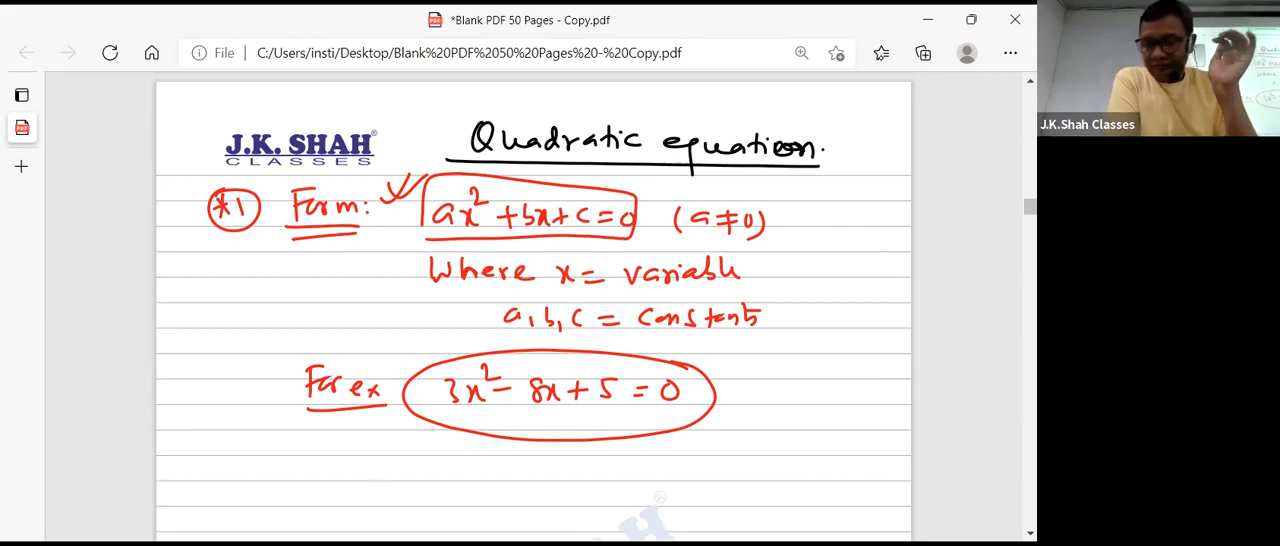 *Blank PDF 50 Pages - Copy.pdf
File C:/Users/insti/Desktop/Blank%20PDF%2050%20Pages%20-%20Copy.pdf
J.K.Shah Classes
J.K. SHAH®
CLASSES
Quadratic equation.
*1 Form: ax² + bx + c = 0 (a ≠ 0)
Where x = variable
a, b, c = constants
For ex 3x² - 8x + 5 = 0